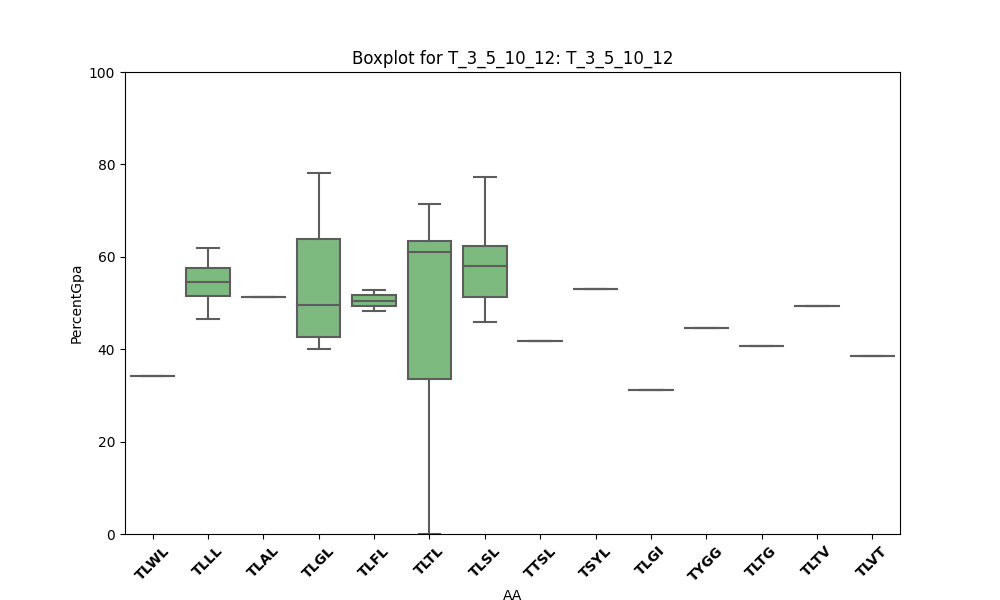 Boxplot for T_3_5_10_12: T_3_5_10_12
100
80
60
40
20
0
PercentGpa
TLWL
TLLL
TLAL
TLGL
TLFL
TLTL
TLSL
TTSL
TSYL
TLGI
TYGG
TLTG
TLTV
TLVT
AA